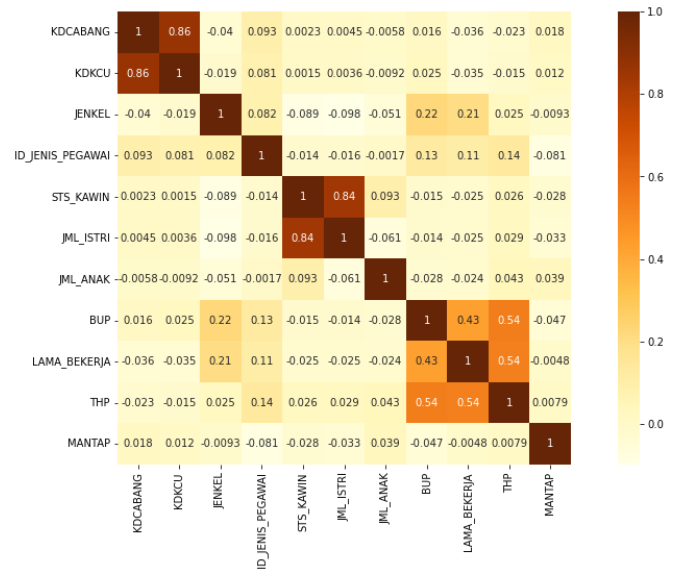 KDCABANG 1 0.86 -0.04 0.093 0.0023 0.0045 -0.0058 0.016 -0.036 -0.023 0.018
KDKCU 0.86 1 -0.019 0.081 0.0015 0.0036 -0.0092 0.025 -0.035 -0.015 0.012
JENKEL -0.04 -0.019 1 0.082 -0.089 -0.098 -0.051 0.22 0.21 0.025 -0.0093
ID_JENIS_PEGAWAI 0.093 0.081 0.082 1 -0.014 -0.016 -0.0017 0.13 0.11 0.14 -0.081
STS_KAWIN 0.0023 0.0015 -0.089 -0.014 1 0.84 0.093 -0.015 -0.025 0.026 -0.028
JML_ISTRI 0.0045 0.0036 -0.098 -0.016 0.84 1 -0.061 -0.014 -0.025 0.029 -0.033
JML_ANAK -0.0058 -0.0092 -0.051 -0.0017 0.093 -0.061 1 -0.028 -0.024 0.043 0.039
BUP 0.016 0.025 0.22 0.13 -0.015 -0.014 -0.028 1 0.43 0.54 -0.047
LAMA_BEKERJA -0.036 -0.035 0.21 0.11 -0.025 -0.025 -0.024 0.43 1 0.54 -0.0048
THP -0.023 -0.015 0.025 0.14 0.026 0.029 0.043 0.54 0.54 1 0.0079
MANTAP 0.018 0.012 -0.0093 -0.081 -0.028 -0.033 0.039 -0.047 -0.0048 0.0079 1
KDCABANG
KDKCU
JENKEL
ID_JENIS_PEGAWAI
STS_KAWIN
JML_ISTRI
JML_ANAK
BUP
LAMA_BEKERJA
THP
MANTAP
1.0
0.8
0.6
0.4
0.2
0.0